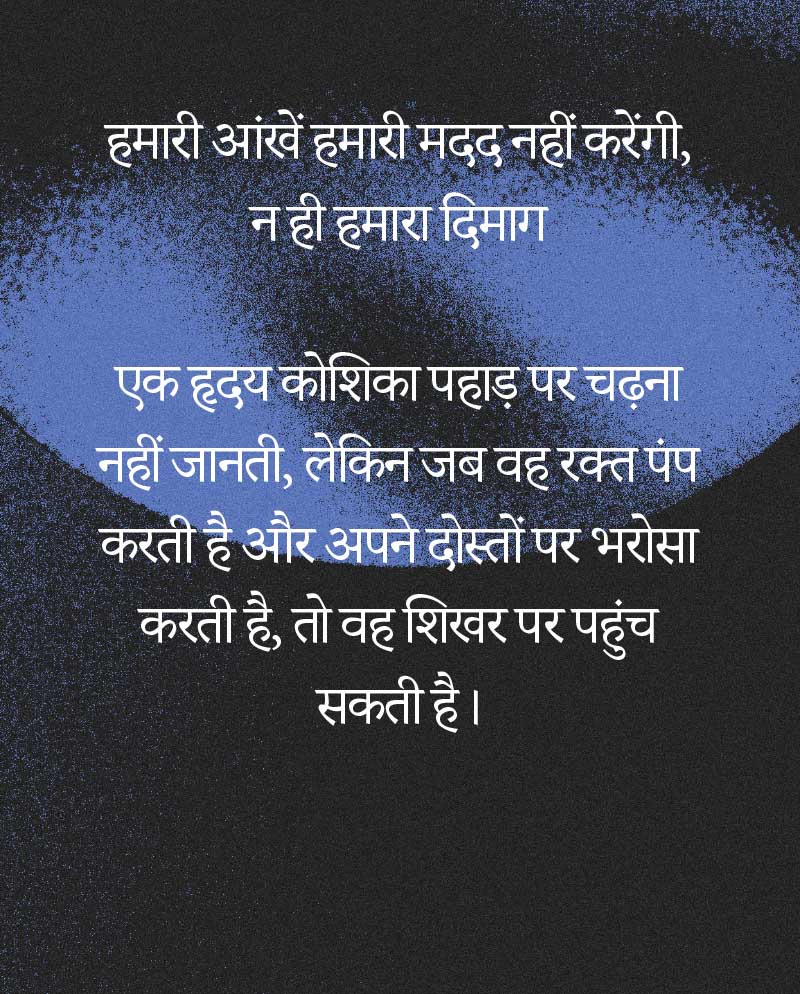 हमारी आंखें हमारी मदद नहीं करेंगी,
न ही हमारा दिमाग
एक हृदय कोशिका पहाड़ पर चढ़ना
नहीं जानती, लेकिन जब वह रक्त पंप
करती है और अपने दोस्तों पर भरोसा
करती है, तो वह शिखर पर पहुंच
सकती है।